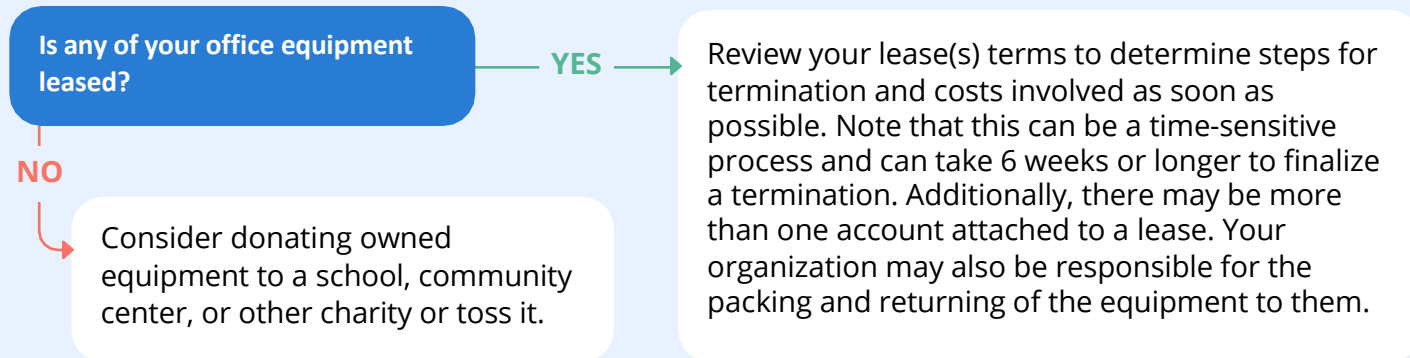 Is any of your office equipment
leased?
YES
Review your lease(s) terms to determine steps for
termination and costs involved as soon as
possible. Note that this can be a time-sensitive
process and can take 6 weeks or longer to finalize
a termination. Additionally, there may be more
than one account attached to a lease. Your
organization may also be responsible for the
packing and returning of the equipment to them.
NO
Consider donating owned
equipment to a school, community
center, or other charity or toss it.